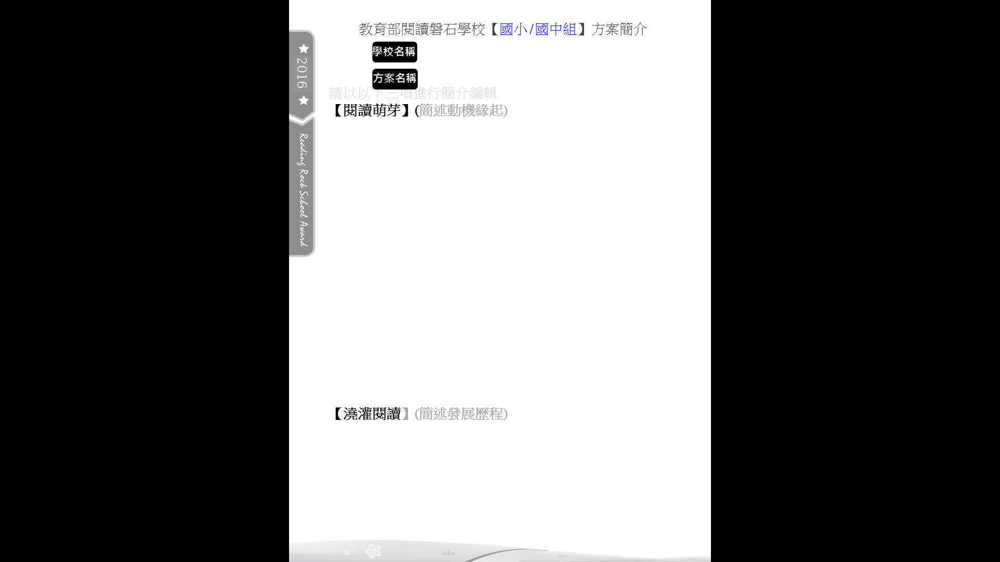 教育部閱讀磐石學校【國小/國中組】方案簡介
學校名稱
方案名稱
請以以下三項進行簡介編輯
【閱讀萌芽】(簡述動機緣起)
【澆灌閱讀】(簡述發展歷程)
★2016★
Reading Rock School Award